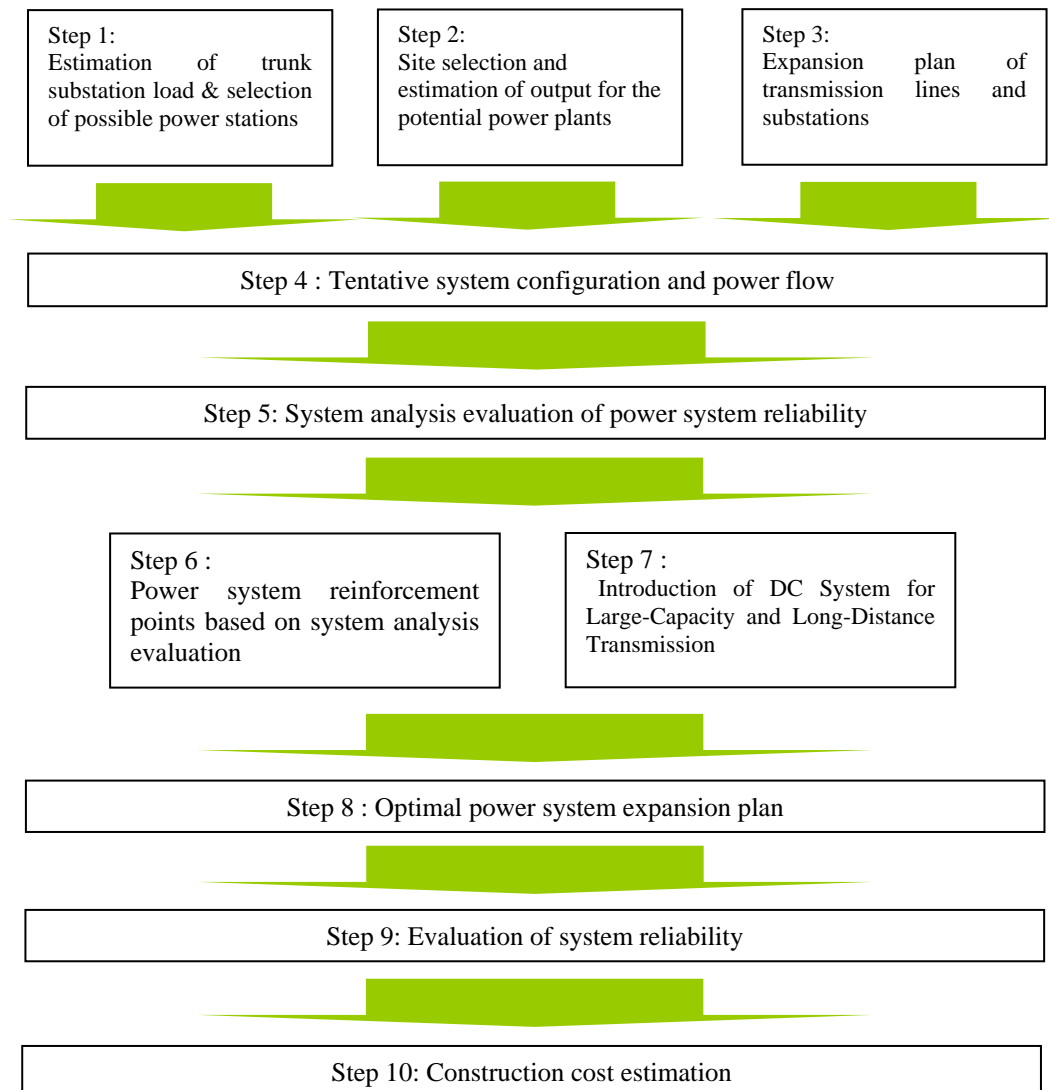 Step 1:
Estimation of trunk
substation load & selection
of possible power stations
Step 2:
Site selection and
estimation of output for the
potential power plants
Step 3:
Expansion plan of
transmission lines and
substations
Step 4 : Tentative system configuration and power flow
Step 5: System analysis evaluation of power system reliability
Step 6 :
Power system reinforcement
points based on system analysis
evaluation
Step 7 :
Introduction of DC System for
Large-Capacity and Long-Distance
Transmission
Step 8 : Optimal power system expansion plan
Step 9: Evaluation of system reliability
Step 10: Construction cost estimation